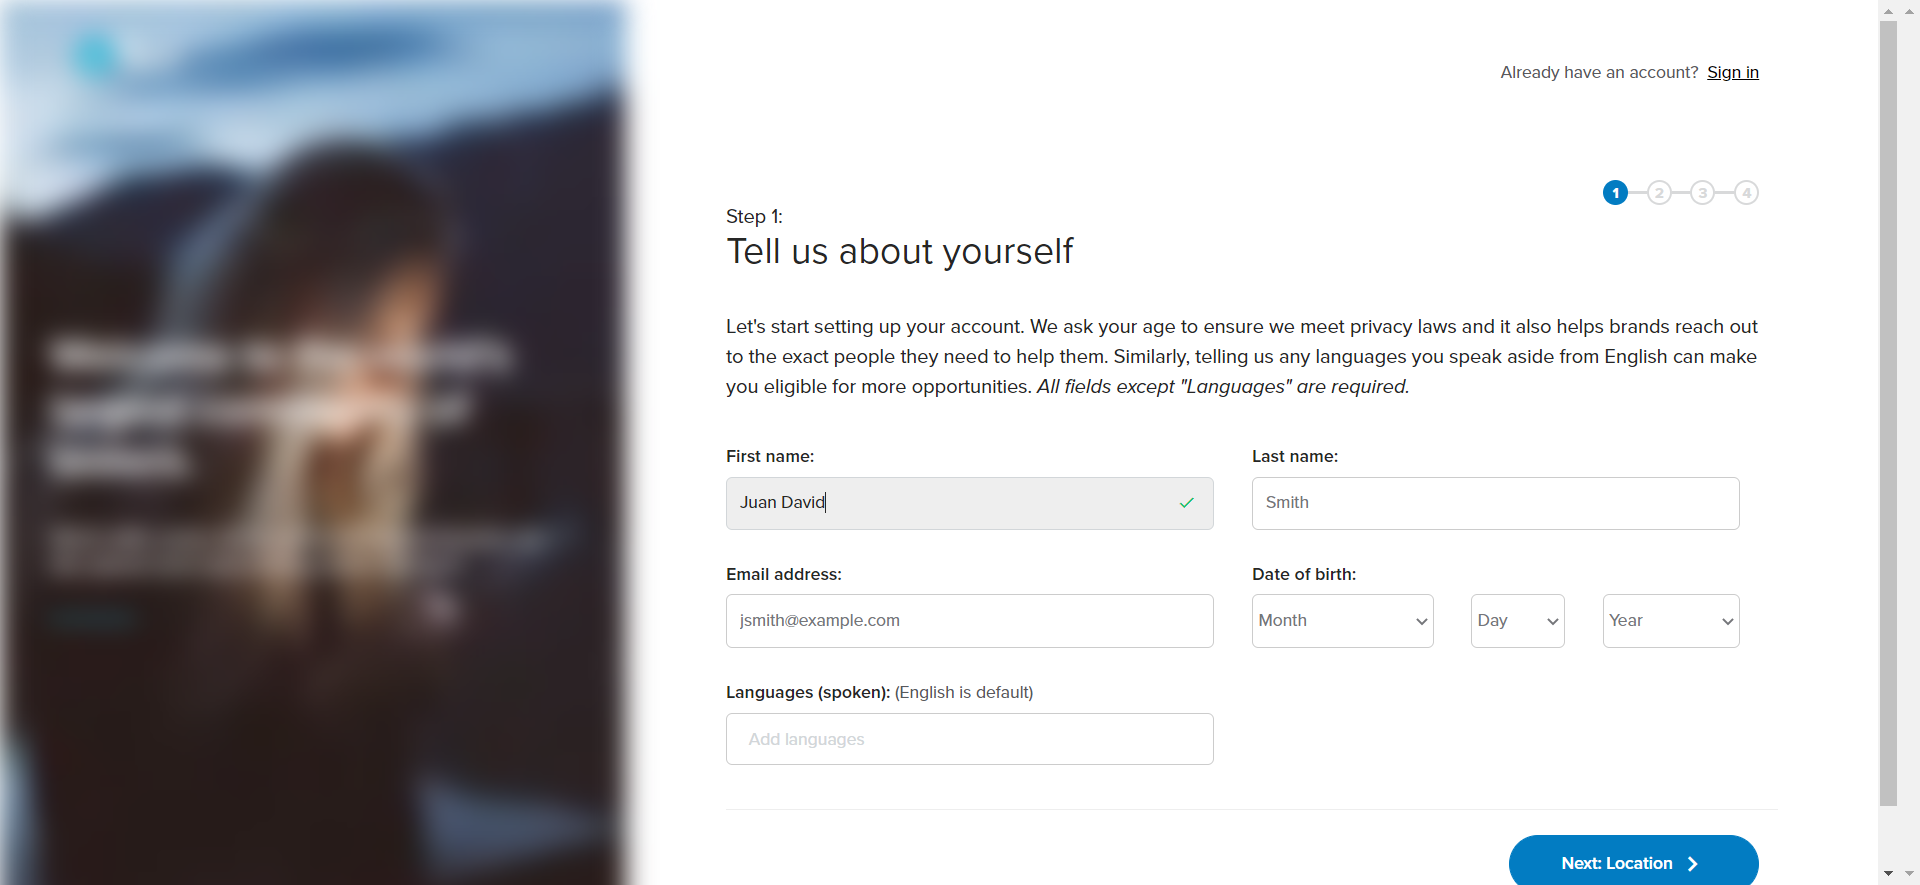 Already have an account? Sign in
1 2 3 4
Step 1:
Tell us about yourself
Let's start setting up your account. We ask your age to ensure we meet privacy laws and it also helps brands reach out
to the exact people they need to help them. Similarly, telling us any languages you speak aside from English can make
you eligible for more opportunities. All fields except "Languages" are required.
First name:
Last name:
Juan David
Smith
Email address:
Date of birth:
jsmith@example.com
Month
Day
Year
Languages (spoken): (English is default)
Add languages
Next: Location